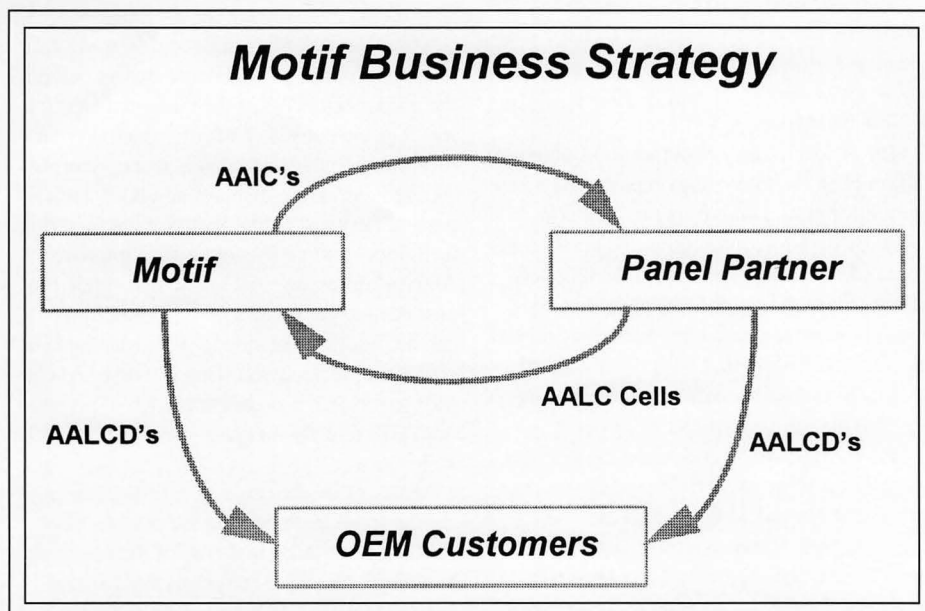 Motif Business Strategy
AAIC's
Motif
Panel Partner
AALC Cells
AALCD's
AALCD's
OEM Customers